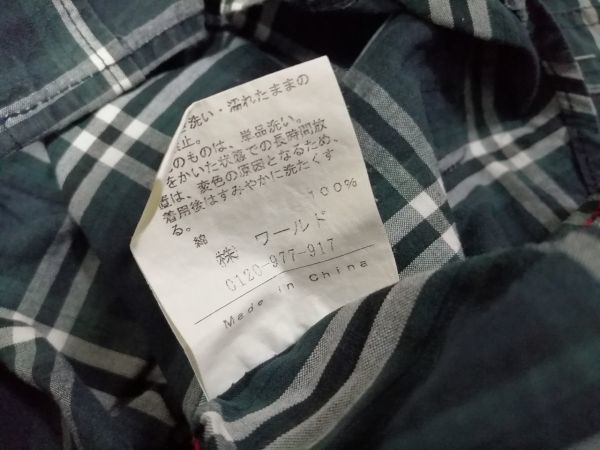 洗い・濡れたままの
止。
のものは、単品洗い。
をかいた状態での長時間放
は、変色の原因となるため、
着用後はすみやかに洗たくす
る。
綿 100%
㈱ ワールド
0120-977-917
Made in China